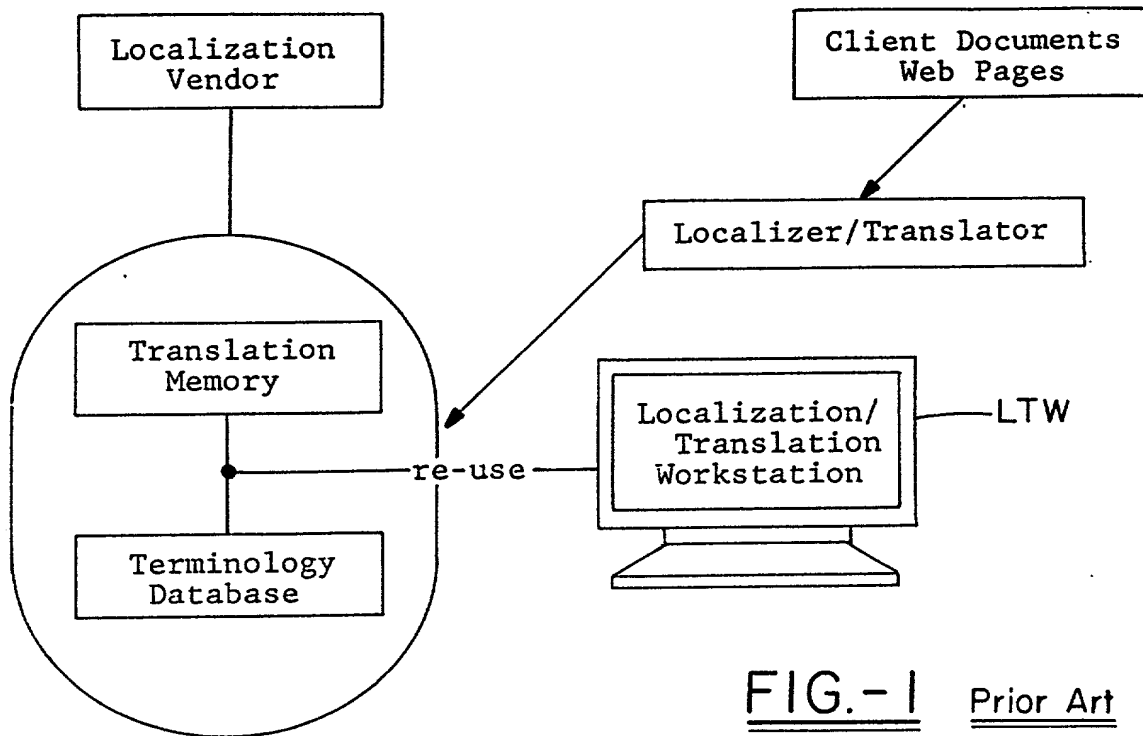 Localization
Vendor
Client Documents
Web Pages
Localizer/Translator
Translation
Memory
Localization/
Translation
Workstation
LTW
re-use
Terminology
Database
FIG.-1 Prior Art